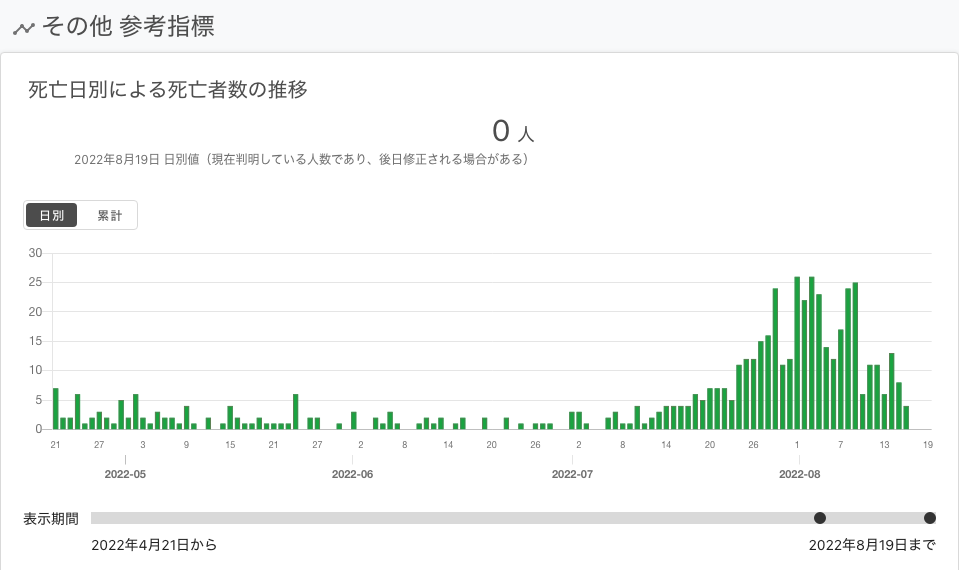 その他 参考指標
死亡日別による死亡者数の推移
0 人
2022年8月19日 日別値（現在判明している人数であり、後日修正される場合がある）
日別 累計
30
25
20
15
10
5
0
21 27 3 9 15 21 27 2 8 14 20 26 2 8 14 20 26 1 7 13 19
2022-05 2022-06 2022-07 2022-08
表示期間
2022年4月21日から 2022年8月19日まで